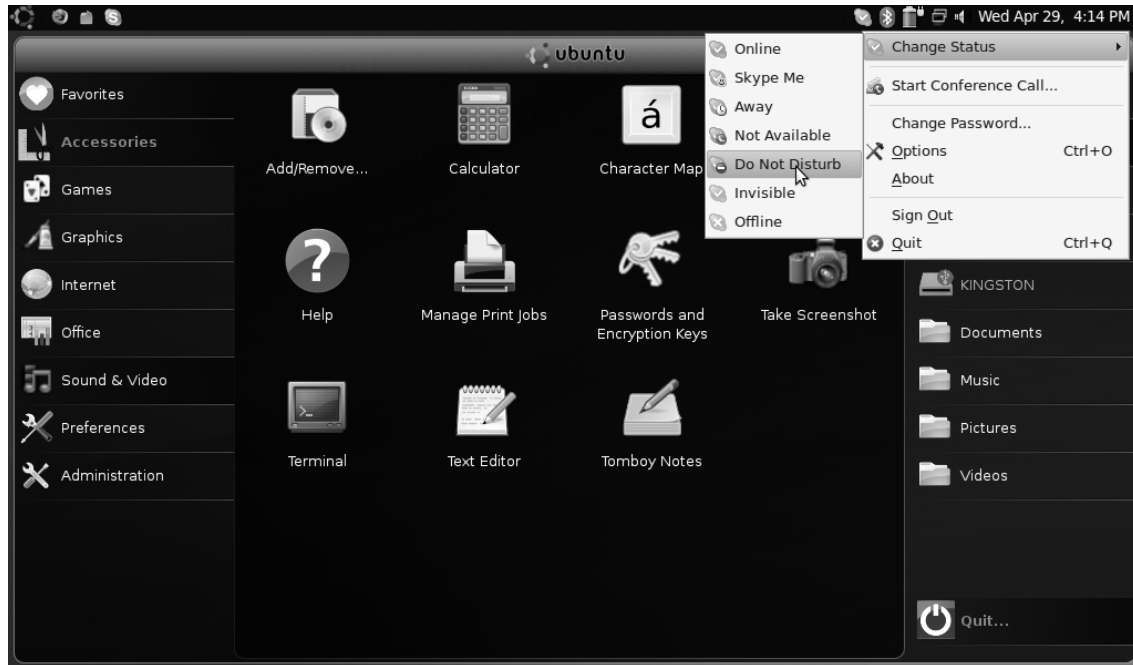 Wed Apr 29, 4:14 PM
ubuntu
Favorites
Accessories
Games
Graphics
Internet
Office
Sound & Video
Preferences
Administration
Add/Remove...
Calculator
Character Map
Help
Manage Print Jobs
Passwords and
Encryption Keys
Take Screenshot
Terminal
Text Editor
Tomboy Notes
Online
Skype Me
Away
Not Available
Do Not Disturb
Invisible
Offline
Change Status
Start Conference Call...
Change Password...
Options Ctrl+O
About
Sign Out
Quit Ctrl+Q
KINGSTON
Documents
Music
Pictures
Videos
Quit...